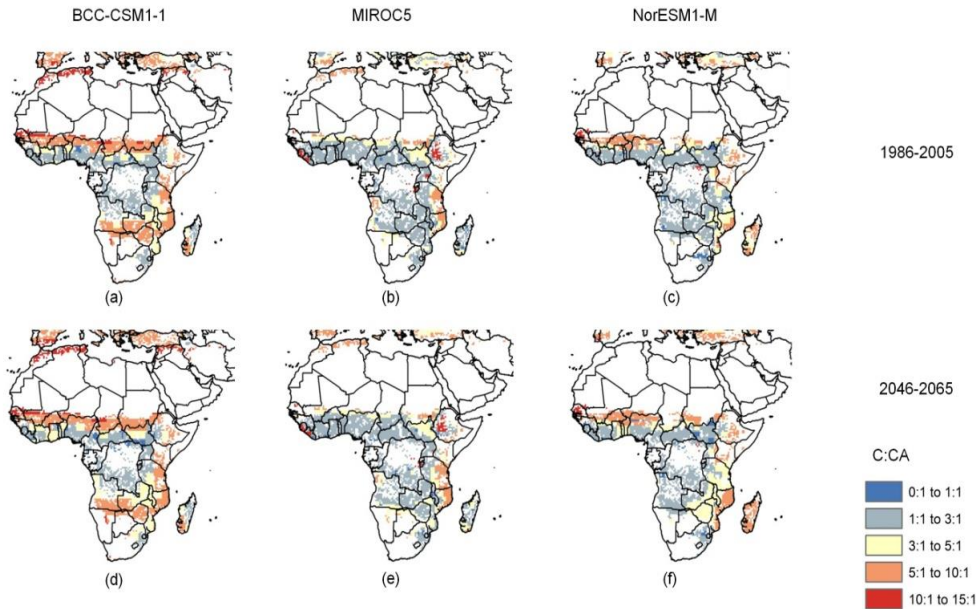 BCC-CSM1-1 MIROC5 NorESM1-M
1986-2005
(a) (b) (c)
2046-2065
C:CA
0:1 to 1:1
1:1 to 3:1
3:1 to 5:1
5:1 to 10:1
10:1 to 15:1
(d) (e) (f)